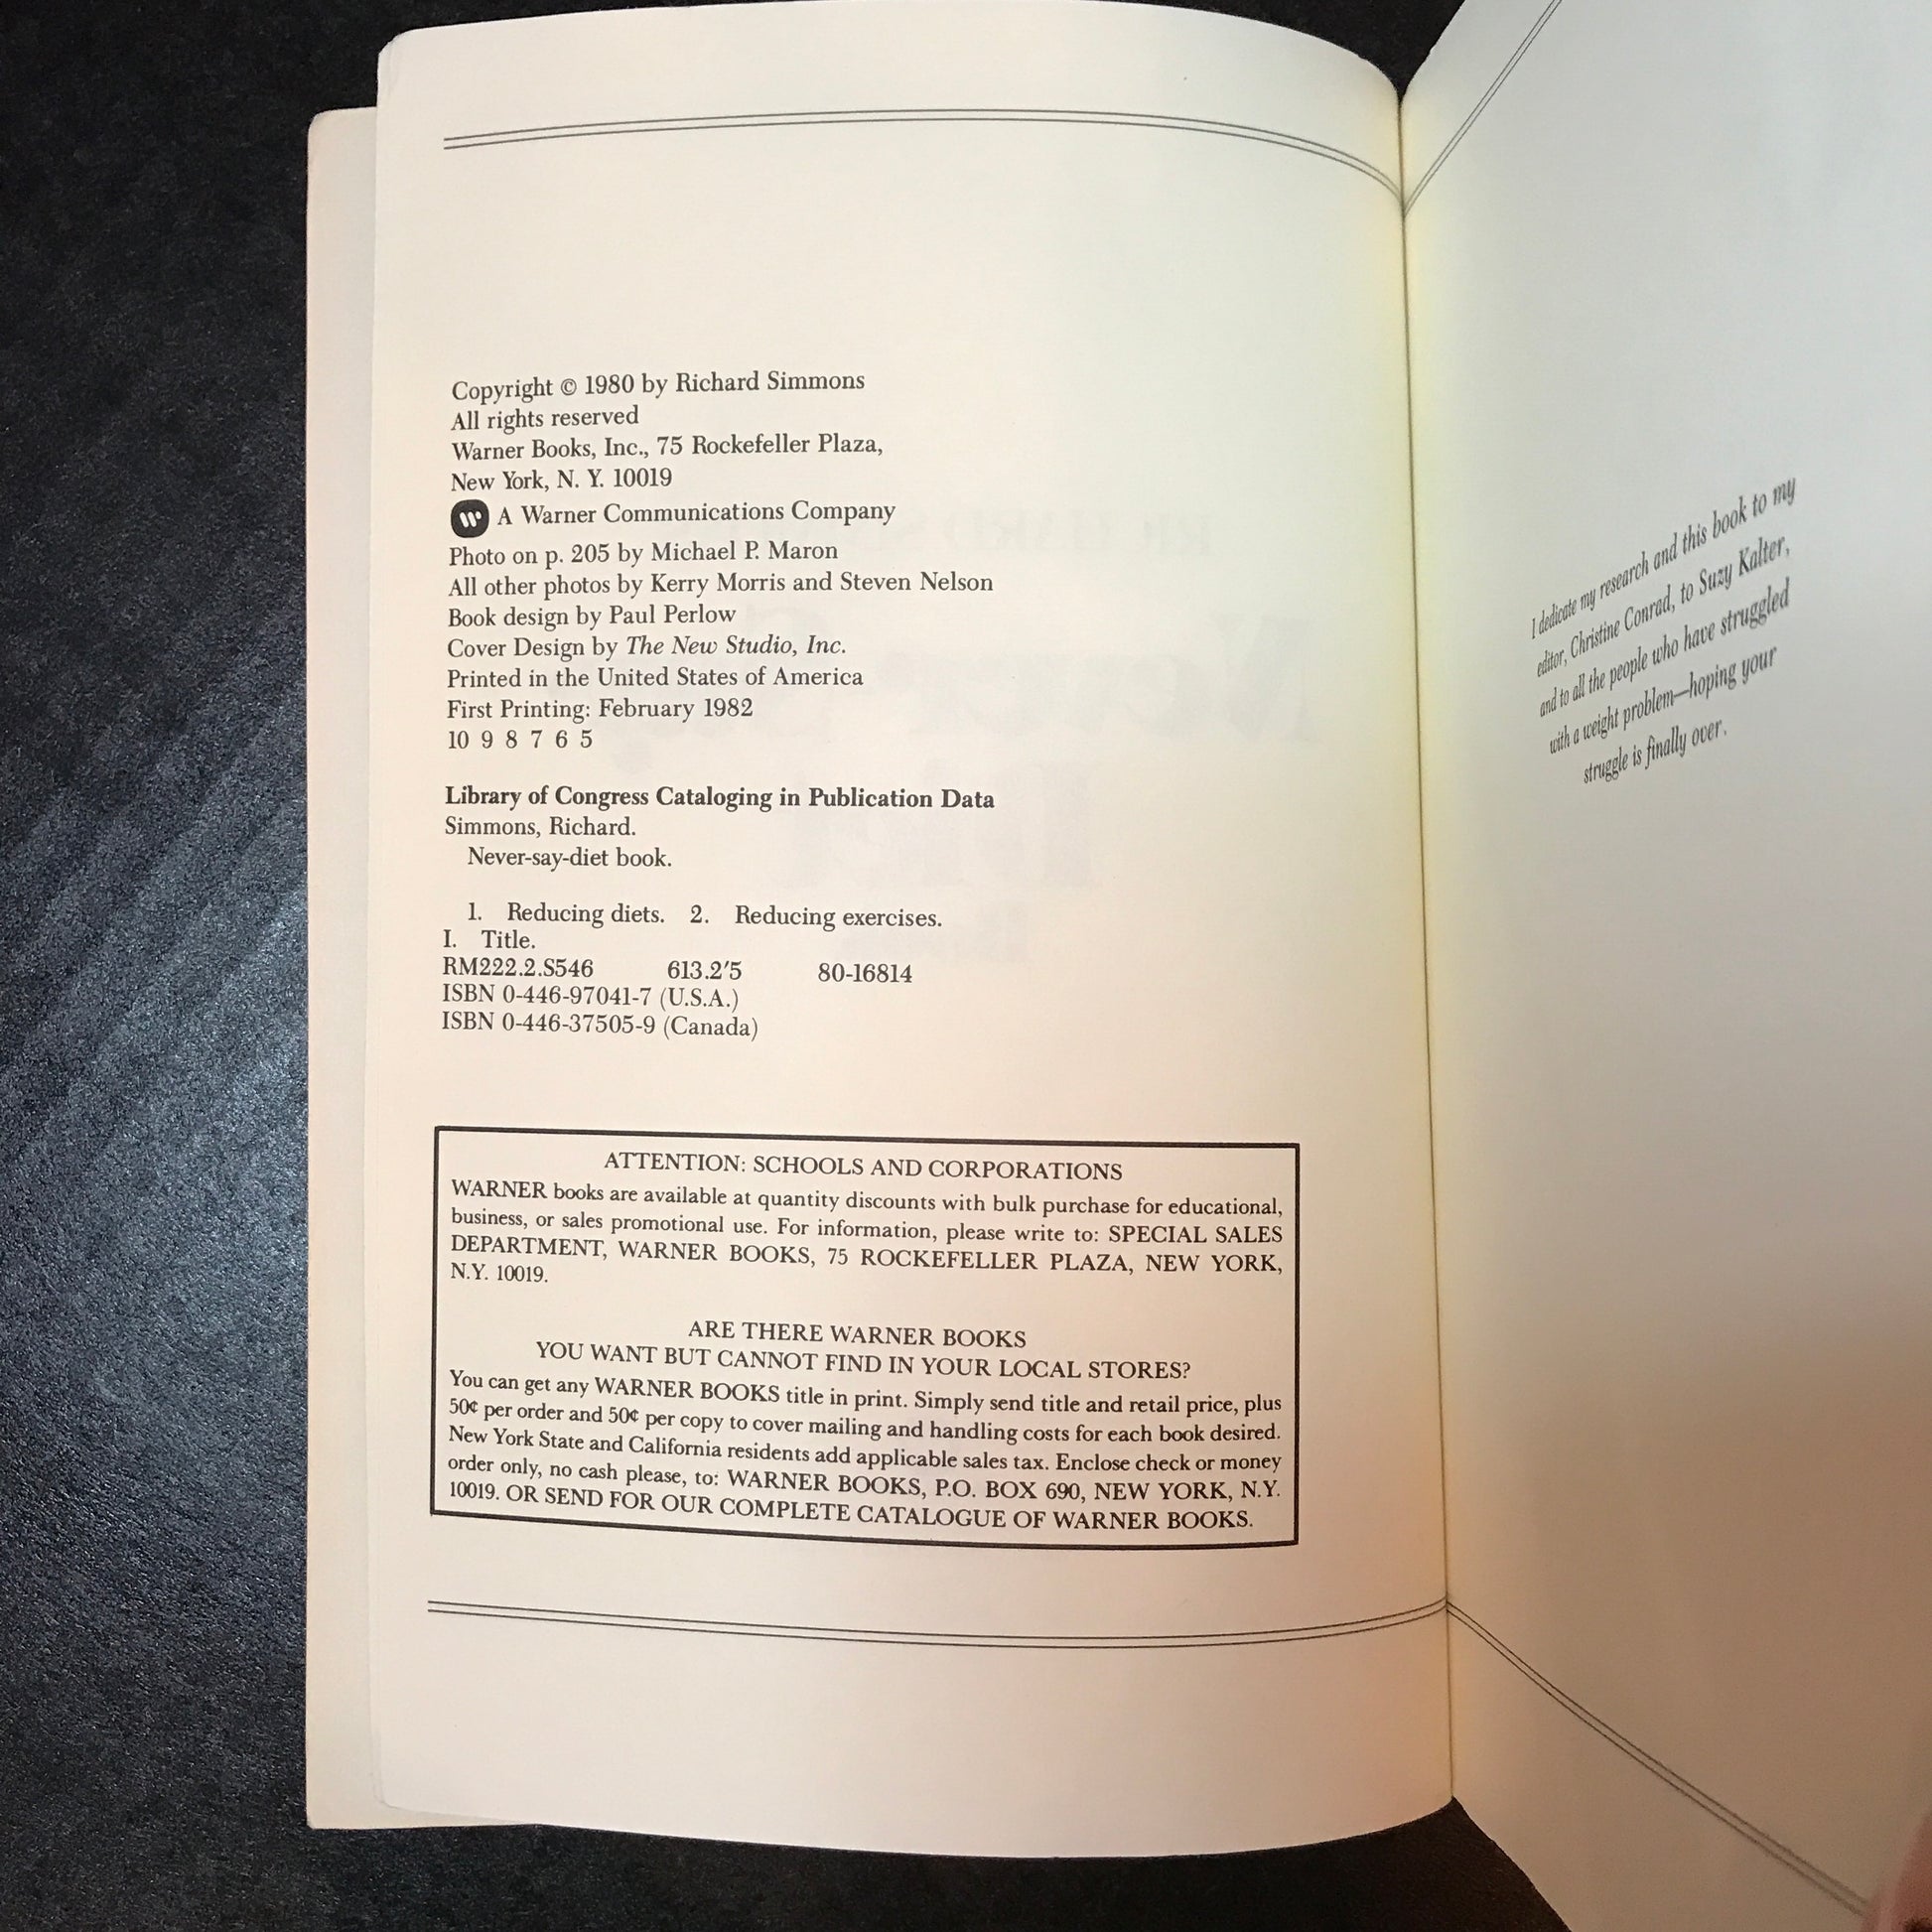 Copyright © 1980 by Richard Simmons
All rights reserved
Warner Books, Inc., 75 Rockefeller Plaza,
New York, N. Y. 10019
W A Warner Communications Company
Photo on p. 205 by Michael P. Maron
All other photos by Kerry Morris and Steven Nelson
Book design by Paul Perlow
Cover Design by The New Studio, Inc.
Printed in the United States of America
First Printing: February 1982
10 9 8 7 6 5
Library of Congress Cataloging in Publication Data
Simmons, Richard.
Never-say-diet book.
1. Reducing diets. 2. Reducing exercises.
I. Title.
RM222.2.S546 613.2′5 80-16814
ISBN 0-446-97041-7 (U.S.A.)
ISBN 0-446-37505-9 (Canada)
ATTENTION: SCHOOLS AND CORPORATIONS
WARNER books are available at quantity discounts with bulk purchase for educational,
business, or sales promotional use. For information, please write to: SPECIAL SALES
DEPARTMENT, WARNER BOOKS, 75 ROCKEFELLER PLAZA, NEW YORK,
N.Y. 10019.
ARE THERE WARNER BOOKS
YOU WANT BUT CANNOT FIND IN YOUR LOCAL STORES?
You can get any WARNER BOOKS title in print. Simply send title and retail price, plus
50¢ per order and 50¢ per copy to cover mailing and handling costs for each book desired.
New York State and California residents add applicable sales tax. Enclose check or money
order only, no cash please, to: WARNER BOOKS, P.O. BOX 690, NEW YORK, N.Y.
10019. OR SEND FOR OUR COMPLETE CATALOGUE OF WARNER BOOKS.
I dedicate my research and this book to my
editor, Christine Conrad, to Suzy Kalter,
and to all the people who have struggled
with a weight problem—hoping your
struggle is finally over.